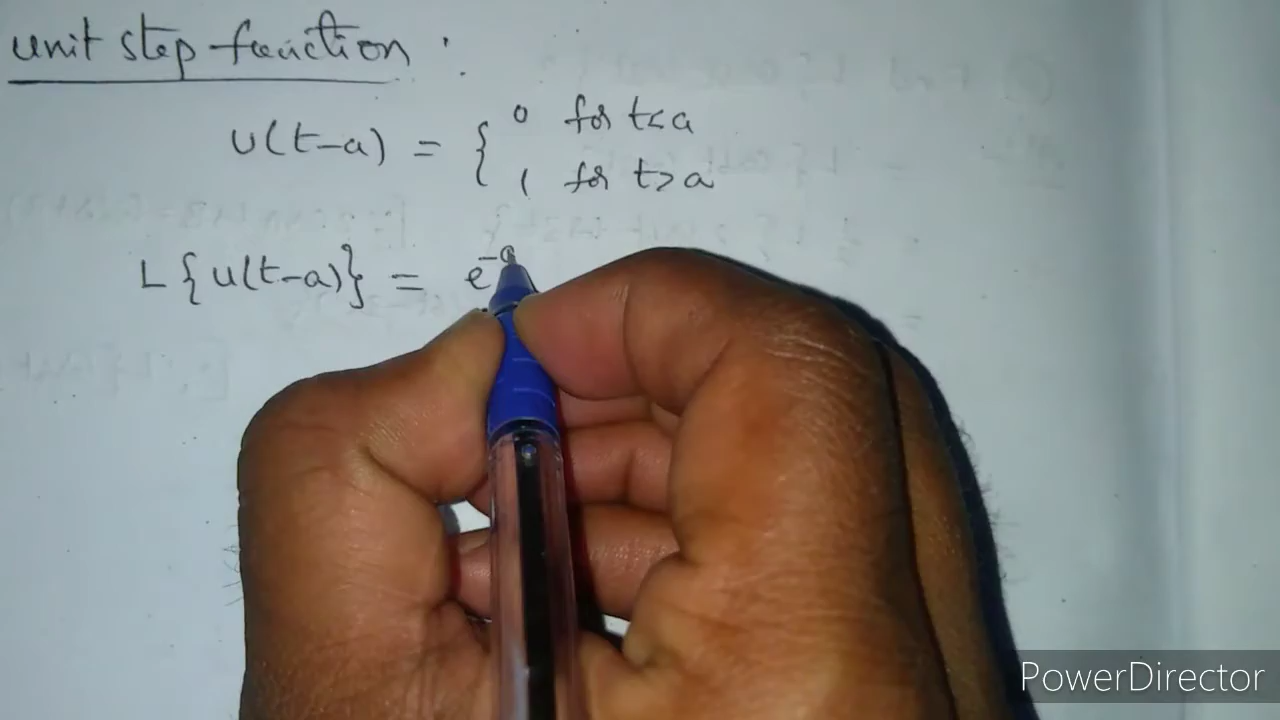 unit step function :
u(t-a) = { 0 for t<a
1 for t>a
L{u(t-a)} = e^-a
PowerDirector